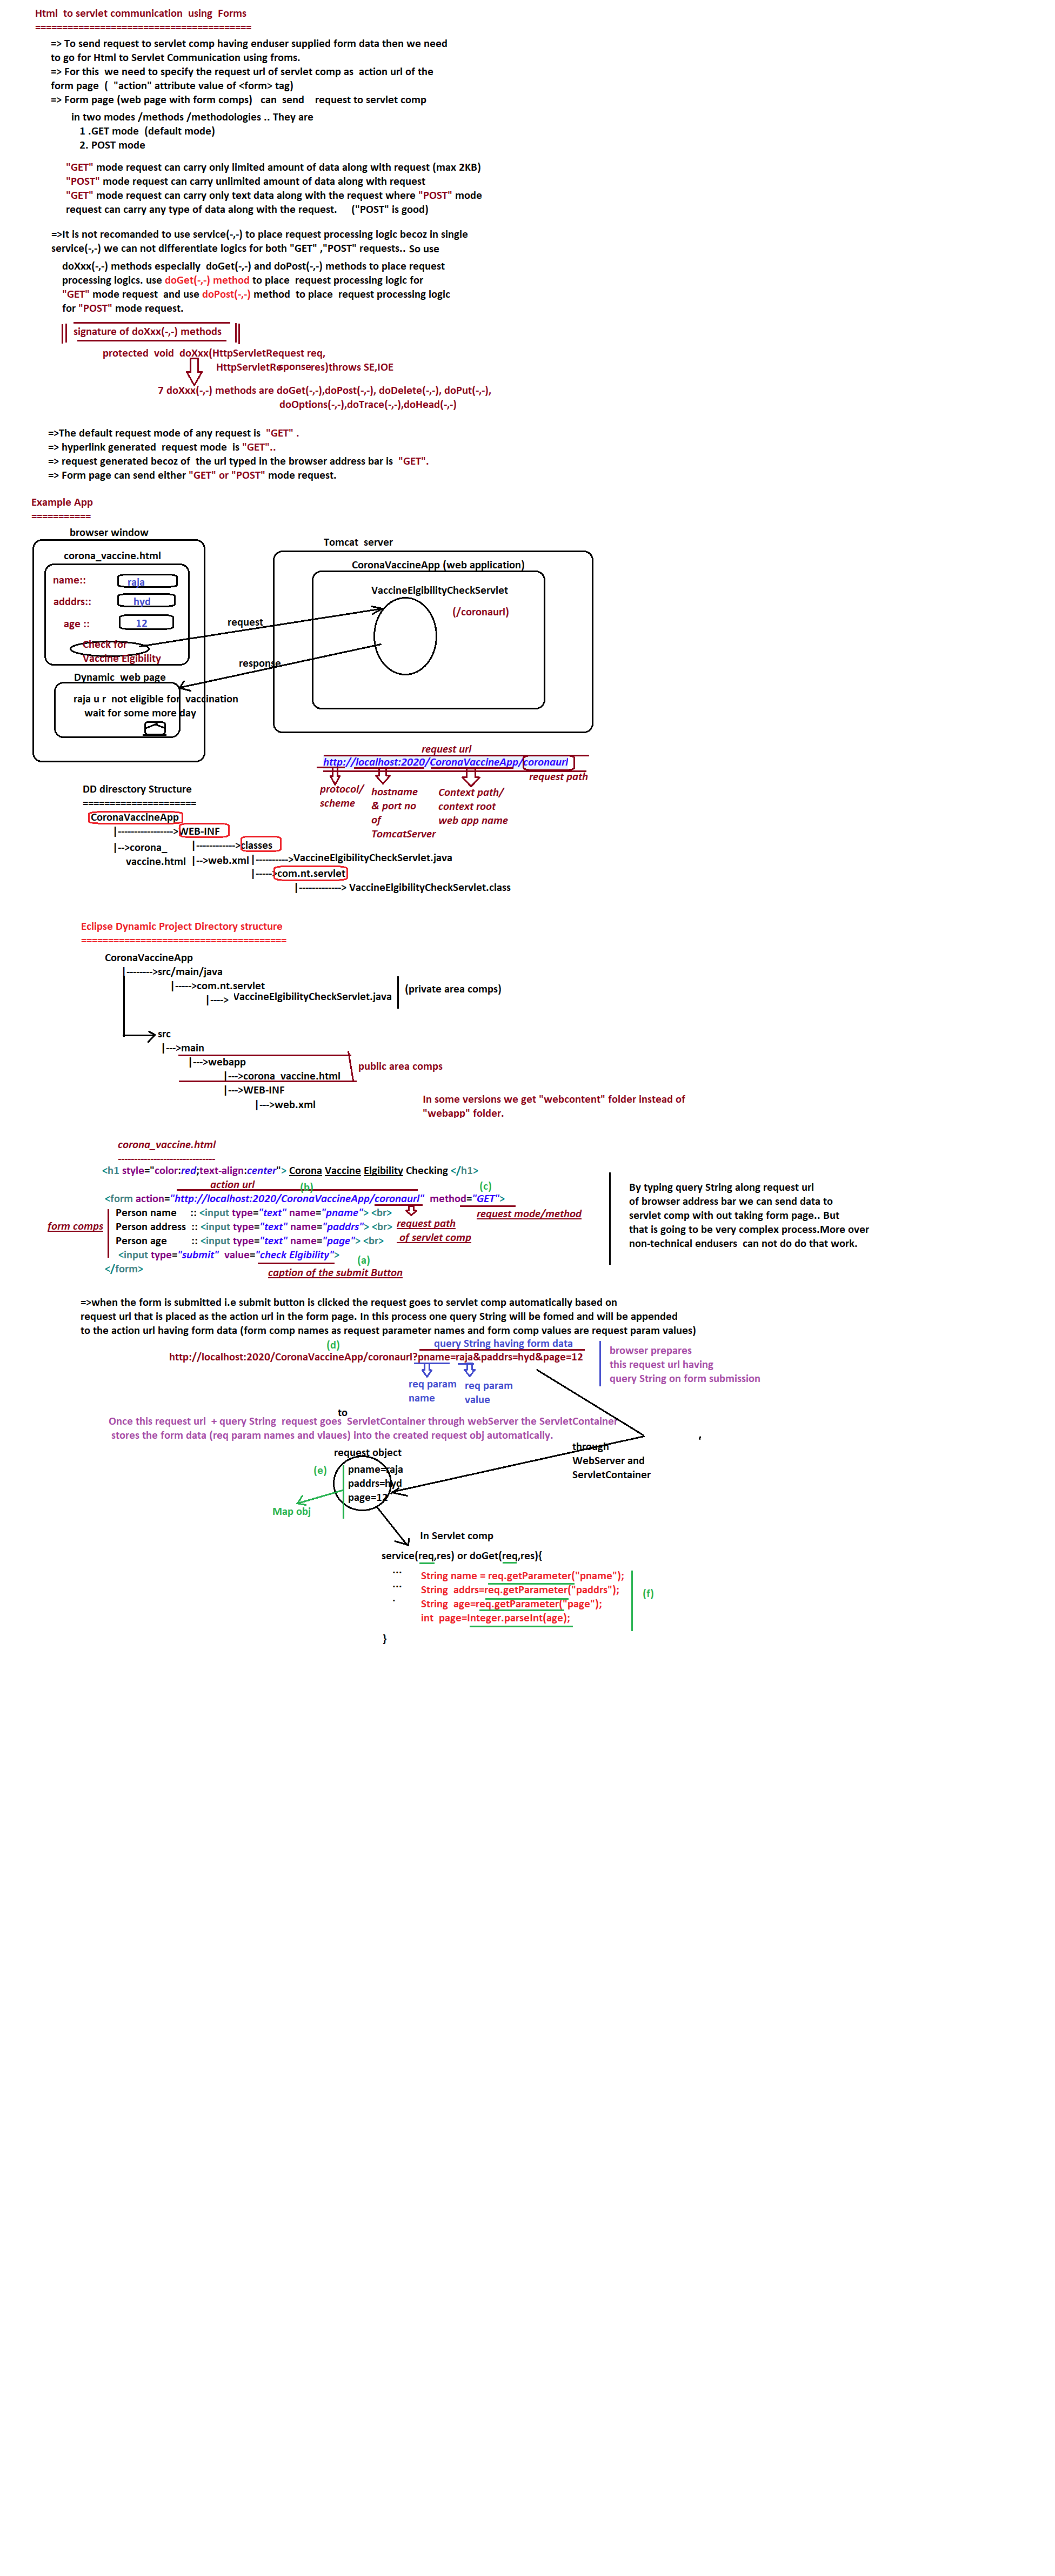 Html  to servlet communication  using  Forms
========================================
=> To send request to servlet comp having enduser supplied form data then we need
to go for Html to Servlet Communication using froms.
=> For this  we need to specify the request url of servlet comp as  action url of the
form page  (  "action" attribute value of <form> tag)
=> Form page (web page with form comps)   can  send    request to servlet comp
in two modes /methods /methodologies .. They are
1 .GET mode  (default mode)
2. POST mode
"GET" mode request can carry only limited amount of data along with request (max 2KB)
"POST" mode request can carry unlimited amount of data along with request
"GET" mode request can carry only text data along with the request where "POST" mode
request can carry any type of data along with the request.     ("POST" is good)
=>It is not recomanded to use service(-,-) to place request processing logic becoz in single
service(-,-) we can not differentiate logics for both "GET" ,"POST" requests.. So use
doXxx(-,-) methods especially  doGet(-,-) and doPost(-,-) methods to place request
processing logics. use doGet(-,-) method to place  request processing logic for
"GET" mode request  and use doPost(-,-) method  to place  request processing logic
for "POST" mode request.
signature of doXxx(-,-) methods
protected  void  doXxx(HttpServletRequest req,
HttpServletResponse res)throws SE,IOE
7 doXxx(-,-) methods are doGet(-,-),doPost(-,-), doDelete(-,-), doPut(-,-),
doOptions(-,-),doTrace(-,-),doHead(-,-)
=>The default request mode of any request is  "GET" .
=> hyperlink generated  request mode  is "GET"..
=> request generated becoz of  the url typed in the browser address bar is  "GET".
=> Form page can send either "GET" or "POST" mode request.
Example App
===========
browser window
Tomcat  server
corona_vaccine.html
CoronaVaccineApp (web application)
name::   raja
adddrs::   hyd
age ::   12
Check for
Vaccine Elgibility
VaccineElgibilityCheckServlet
(/coronaurl)
request
response
Dynamic  web page
raja u r  not eligible for  vaccination
wait for some more day
request url
http://localhost:2020/CoronaVaccineApp/coronaurl
request path
protocol/
scheme
hostname
& port no
of
TomcatServer
Context path/
context root
web app name
DD diresctory Structure
=====================
CoronaVaccineApp
|---------------->WEB-INF
|-->corona_
vaccine.html
|----------->classes
|-->web.xml
|---------->VaccineElgibilityCheckServlet.java
|----->com.nt.servlet
|-------------> VaccineElgibilityCheckServlet.class
Eclipse Dynamic Project Directory structure
======================================
CoronaVaccineApp
|-------->src/main/java
|----->com.nt.servlet
|----> VaccineElgibilityCheckServlet.java
(private area comps)
src
|--->main
|--->webapp
|--->corona_vaccine.html
public area comps
|--->WEB-INF
|--->web.xml
In some versions we get "webcontent" folder instead of
"webapp" folder.
corona_vaccine.html
------------------------------
<h1 style="color:red;text-align:center"> Corona Vaccine Elgibility Checking </h1>
action url
(b)
(c)
<form action="http://localhost:2020/CoronaVaccineApp/coronaurl"  method="GET">
Person name     :: <input type="text" name="pname"> <br>
Person address  :: <input type="text" name="paddrs"> <br>
Person age         :: <input type="text" name="page"> <br>
<input type="submit"  value="check Elgibility">
</form>
form comps
request path
of servlet comp
request mode/method
(a)
caption of the submit Button
By typing query String along request url
of browser address bar we can send data to
servlet comp with out taking form page.. But
that is going to be very complex process.More over
non-technical endusers  can not do do that work.
=>when the form is submitted i.e submit button is clicked the request goes to servlet comp automatically based on
request url that is placed as the action url in the form page. In this process one query String will be fomed and will be appended
to the action url having form data (form comp names as request parameter names and form comp values are request param values)
(d)
query String having form data
http://localhost:2020/CoronaVaccineApp/coronaurl?pname=raja&paddrs=hyd&page=12
browser prepares
this request url having
query String on form submission
req param
name
req param
value
to
Once this request url  + query String  request goes  ServletContainer through webServer the ServletContainer
stores the form data (req param names and vlaues) into the created request obj automatically.
,
through
WebServer and
ServletContainer
request object
(e)
pname=raja
paddrs=hyd
page=12
Map obj
In Servlet comp
service(req,res) or doGet(req,res){
...
...
.
String name = req.getParameter("pname");
String  addrs=req.getParameter("paddrs");
String  age=req.getParameter("page");
int  page=Integer.parseInt(age);
(f)
}